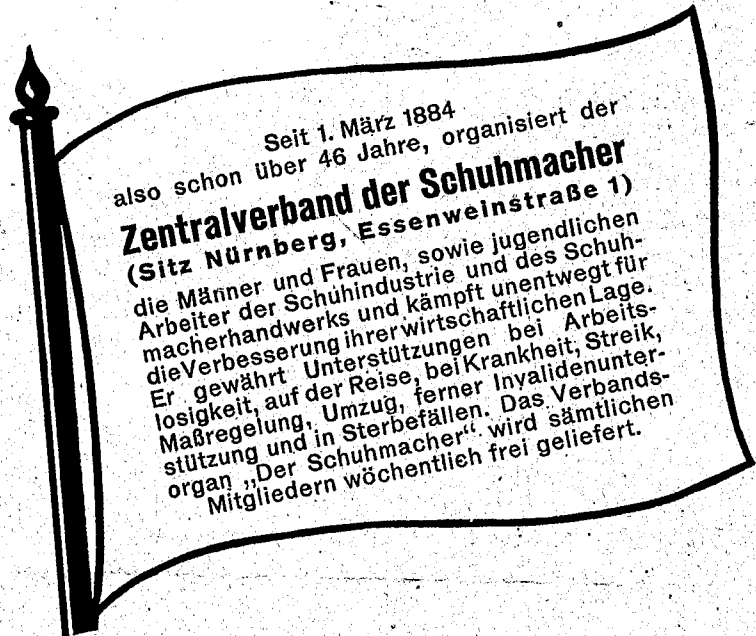 Seit 1. März 1884
also schon über 46 Jahre, organisiert der
Zentralverband der Schuhmacher
(Sitz Nürnberg, Essenweinstraße 1)
die Männer und Frauen, sowie jugendlichen
Arbeiter der Schuhindustrie und des Schuh-
macherhandwerks und kämpft unentwegt für
die Verbesserung ihrer wirtschaftlichen Lage.
Er gewährt Unterstützungen bei Arbeits-
losigkeit, auf der Reise, bei Krankheit, Streik,
Maßregelung, Umzug, ferner Invalidenunter-
stützung und in Sterbefällen. Das Verbands-
organ „Der Schuhmacher“ wird sämtlichen
Mitgliedern wöchentlich frei geliefert.